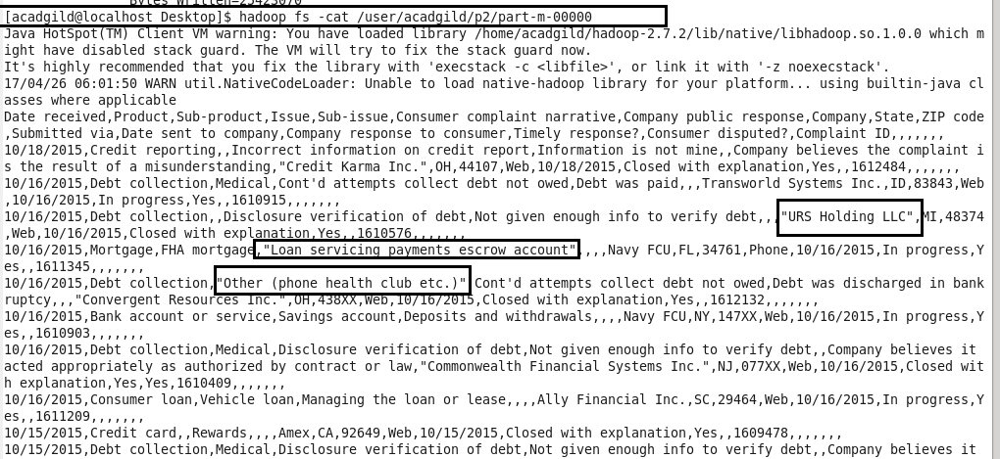 Bytes Written=25423070
[acadgild@localhost Desktop]$ hadoop fs -cat /user/acadgild/p2/part-m-00000
Java HotSpot(TM) Client VM warning: You have loaded library /home/acadgild/hadoop-2.7.2/lib/native/libhadoop.so.1.0.0 which m
ight have disabled stack guard. The VM will try to fix the stack guard now.
It's highly recommended that you fix the library with 'execstack -c <libfile>', or link it with '-z noexecstack'.
17/04/26 06:01:50 WARN util.NativeCodeLoader: Unable to load native-hadoop library for your platform... using builtin-java cl
asses where applicable
Date received,Product,Sub-product,Issue,Sub-issue,Consumer complaint narrative,Company public response,Company,State,ZIP code
,Submitted via,Date sent to company,Company response to consumer,Timely response?,Consumer disputed?,Complaint ID,,,,,,,
10/18/2015,Credit reporting,,Incorrect information on credit report,Information is not mine,,Company believes the complaint i
s the result of a misunderstanding,"Credit Karma Inc.",OH,44107,Web,10/18/2015,Closed with explanation,Yes,,1612484,,,,,,,
10/16/2015,Debt collection,Medical,Cont'd attempts collect debt not owed,Debt was paid,,,Transworld Systems Inc.,ID,83843,Web
,10/16/2015,In progress,Yes,,1610915,,,,,,,
10/16/2015,Debt collection,,Disclosure verification of debt,Not given enough info to verify debt,,,"URS Holding LLC",MI,48374
,Web,10/16/2015,Closed with explanation,Yes,,1610576,,,,,,,
10/16/2015,Mortgage,FHA mortgage,"Loan servicing payments escrow account",,,,Navy FCU,FL,34761,Phone,10/16/2015,In progress,Y
es,,1611345,,,,,,,
10/16/2015,Debt collection,"Other (phone health club etc.)",Cont'd attempts collect debt not owed,Debt was discharged in bank
ruptcy,,,"Convergent Resources Inc.",OH,438XX,Web,10/16/2015,Closed with explanation,Yes,,1612132,,,,,,,
10/16/2015,Bank account or service,Savings account,Deposits and withdrawals,,,,Navy FCU,NY,147XX,Web,10/16/2015,In progress,Y
es,,1610903,,,,,,,
10/16/2015,Debt collection,Medical,Disclosure verification of debt,Not given enough info to verify debt,,Company believes it
acted appropriately as authorized by contract or law,"Commonwealth Financial Systems Inc.",NJ,077XX,Web,10/16/2015,Closed wit
h explanation,Yes,Yes,1610409,,,,,,,
10/16/2015,Consumer loan,Vehicle loan,Managing the loan or lease,,,,Ally Financial Inc.,SC,29464,Web,10/16/2015,In progress,Y
es,,1611209,,,,,,,
10/15/2015,Credit card,,Rewards,,,,Amex,CA,92649,Web,10/15/2015,Closed with explanation,Yes,,1609478,,,,,,,
10/15/2015,Debt collection,Medical,Disclosure verification of debt,Not given enough info to verify debt,,Company believes it